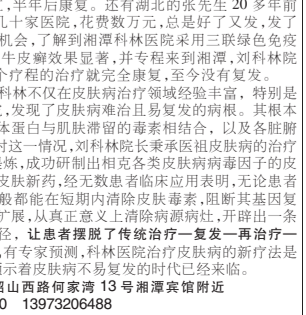 ，半年后康复。还有湖北的张先生 20 多年前
几十家医院，花费数万元，总是好了又发，发了
机会，了解到湘潭科林医院采用三联绿色免疫
牛皮癣效果显著，并专程来到湘潭，刘科林院
个疗程的治疗就完全康复，至今没有复发。
科林不仅在皮肤病治疗领域经验丰富，特别是
，发现了皮肤病难治且易复发的病根。其根本
体蛋白与肌肤滞留的毒素相结合，以及各脏腑
对这一情况，刘科林院长秉承医祖皮肤病的治疗
炼，成功研制出相克各类皮肤病病毒因子的皮
皮肤新药，经无数患者临床应用表明，无论患者
般都能在短期内清除皮肤毒素，阻断其基因复
扩展，从真正意义上清除病源病灶，开辟出一条
径，让患者摆脱了传统治疗—复发—再治疗—
有专家预测，科林医院治疗皮肤病的新疗法是
示着皮肤病不易复发的时代已经来临。
山西路何家湾 13 号湘潭宾馆附近
0 13973206488